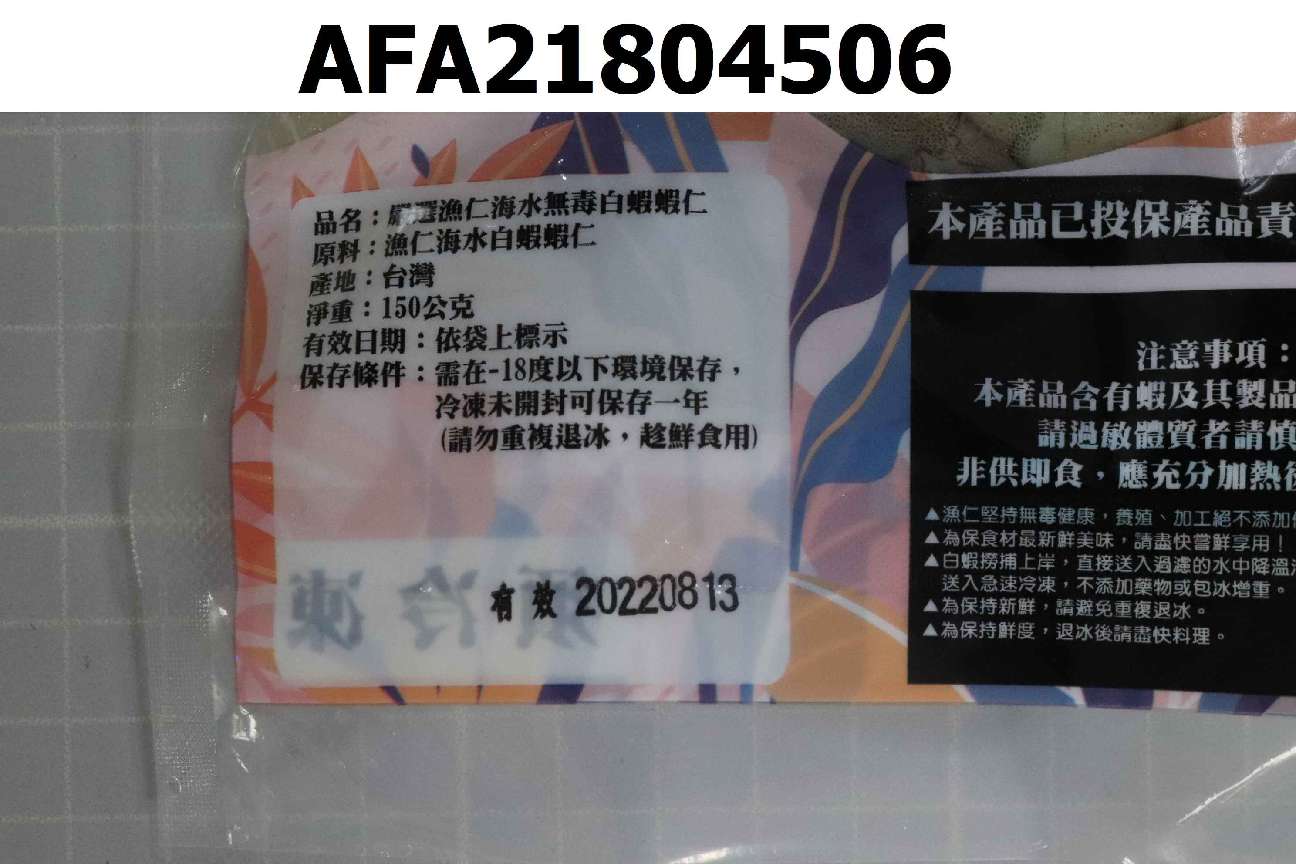 AFA21804506
品名：嚴選漁仁海水無毒白蝦蝦仁
原料：漁仁海水白蝦蝦仁
產地：台灣
淨重：150公克
有效日期：依袋上標示
保存條件：需在-18度以下環境保存，
冷凍未開封可保存一年
(請勿重複退冰，趁鮮食用)
須冷凍
有效 20220813
本產品已投保產品責
注意事項：
本產品含有蝦及其製品
請過敏體質者請慎
非供即食，應充分加熱後
▲漁仁堅持無毒健康，養殖、加工絕不添加
▲為保食材最新鮮美味，請盡快嘗鮮享用！
▲白蝦撈捕上岸，直接送入過濾的水中降溫
送入急速冷凍，不添加藥物或包冰增重。
▲為保持新鮮，請避免重複退冰。
▲為保持鮮度，退冰後請盡快料理。